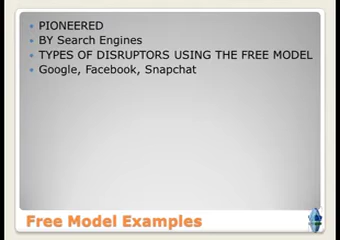 PIONEERED
BY Search Engines
TYPES OF DISRUPTORS USING THE FREE MODEL
Google, Facebook, Snapchat
Free Model Examples